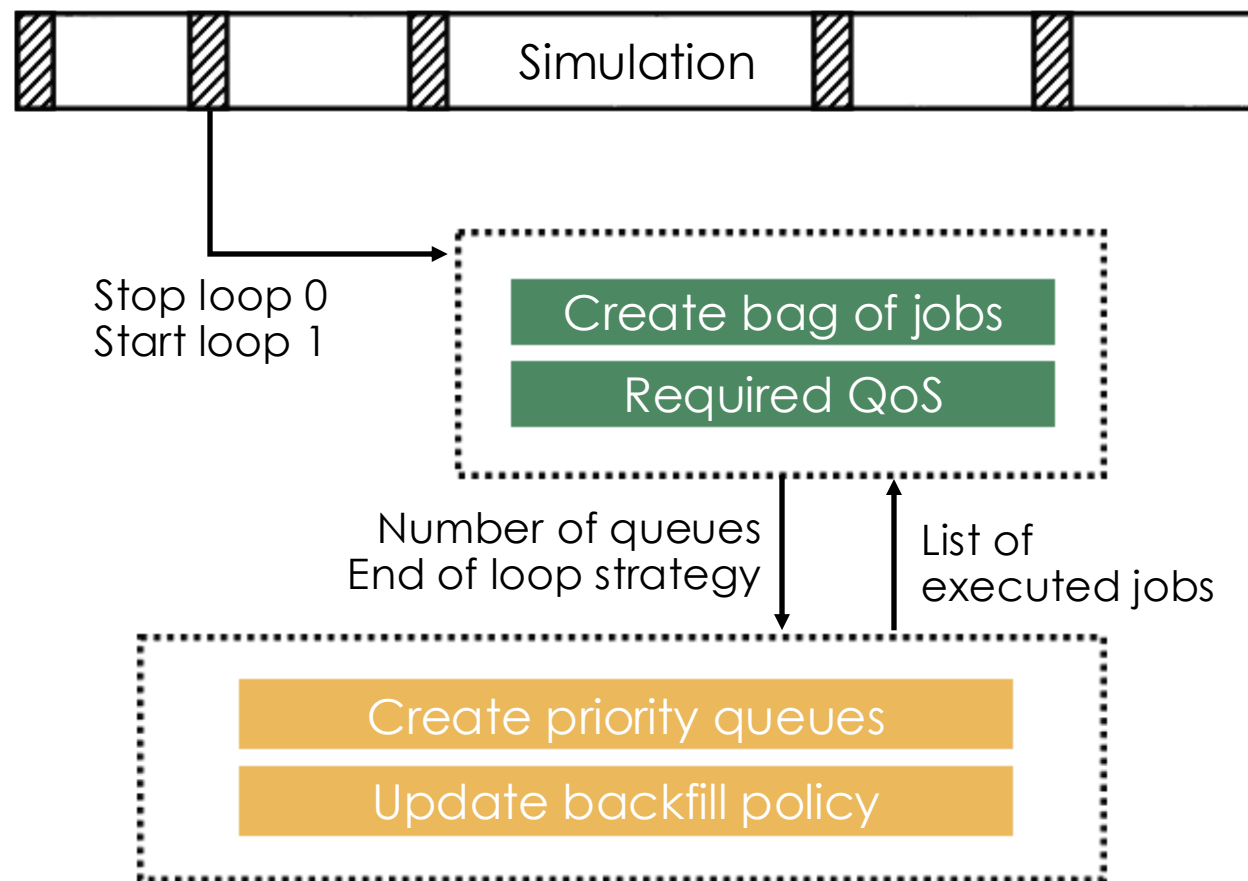 Simulation
Stop loop 0
Start loop 1
Create bag of jobs
Required QoS
Number of queues
End of loop strategy
List of
executed jobs
Create priority queues
Update backfill policy